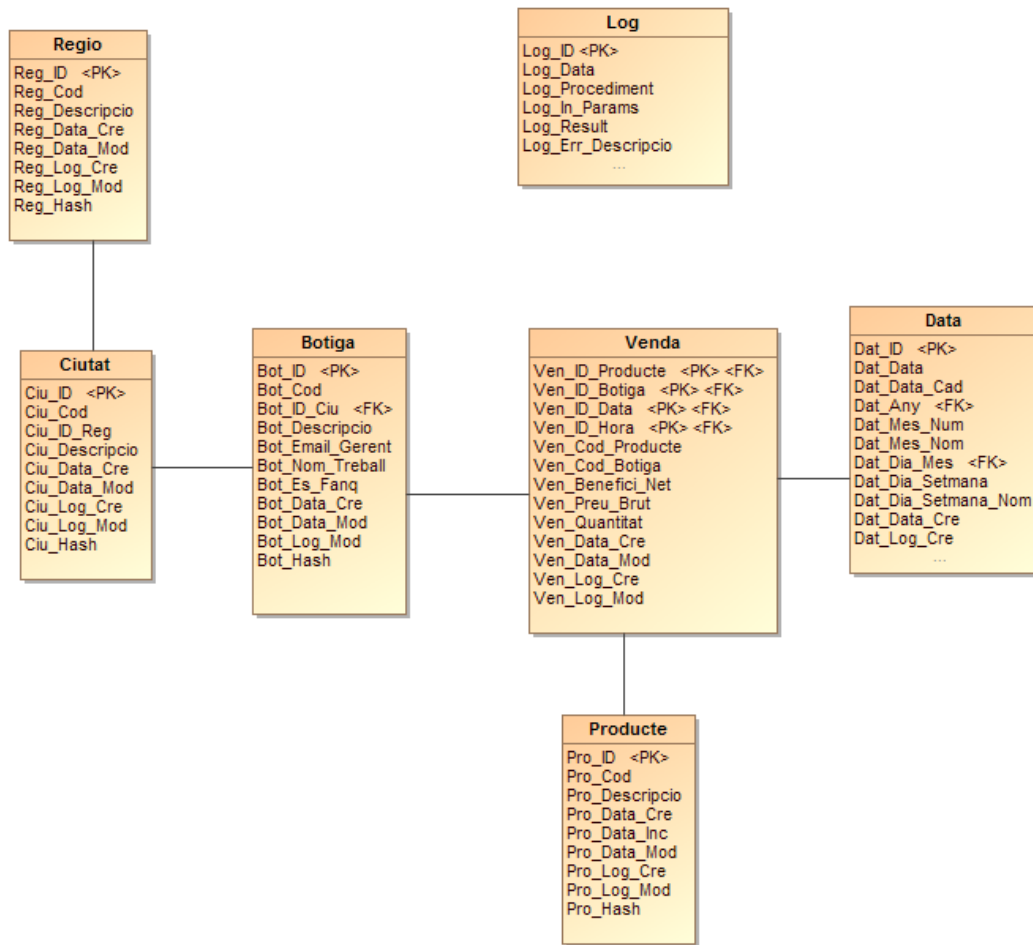 Regio
Reg_ID <PK>
Reg_Cod
Reg_Descripcio
Reg_Data_Cre
Reg_Data_Mod
Reg_Log_Cre
Reg_Log_Mod
Reg_Hash
Log
Log_ID <PK>
Log_Data
Log_Procediment
Log_In_Params
Log_Result
Log_Err_Descripcio
...
Ciutat
Ciu_ID <PK>
Ciu_Cod
Ciu_ID_Reg
Ciu_Descripcio
Ciu_Data_Cre
Ciu_Data_Mod
Ciu_Log_Cre
Ciu_Log_Mod
Ciu_Hash
Botiga
Bot_ID <PK>
Bot_Cod
Bot_ID_Ciu <FK>
Bot_Descripcio
Bot_Email_Gerent
Bot_Nom_Treball
Bot_Es_Fanq
Bot_Data_Cre
Bot_Data_Mod
Bot_Log_Mod
Bot_Hash
Venda
Ven_ID_Producte <PK> <FK>
Ven_ID_Botiga <PK> <FK>
Ven_ID_Data <PK> <FK>
Ven_ID_Hora <PK> <FK>
Ven_Cod_Producte
Ven_Cod_Botiga
Ven_Benefici_Net
Ven_Preu_Brut
Ven_Quantitat
Ven_Data_Cre
Ven_Data_Mod
Ven_Log_Cre
Ven_Log_Mod
Data
Dat_ID <PK>
Dat_Data
Dat_Data_Cad
Dat_Any <FK>
Dat_Mes_Num
Dat_Mes_Nom
Dat_Dia_Mes <FK>
Dat_Dia_Setmana
Dat_Dia_Setmana_Nom
Dat_Data_Cre
Dat_Log_Cre
...
Producte
Pro_ID <PK>
Pro_Cod
Pro_Descripcio
Pro_Data_Cre
Pro_Data_Inc
Pro_Data_Mod
Pro_Log_Cre
Pro_Log_Mod
Pro_Hash